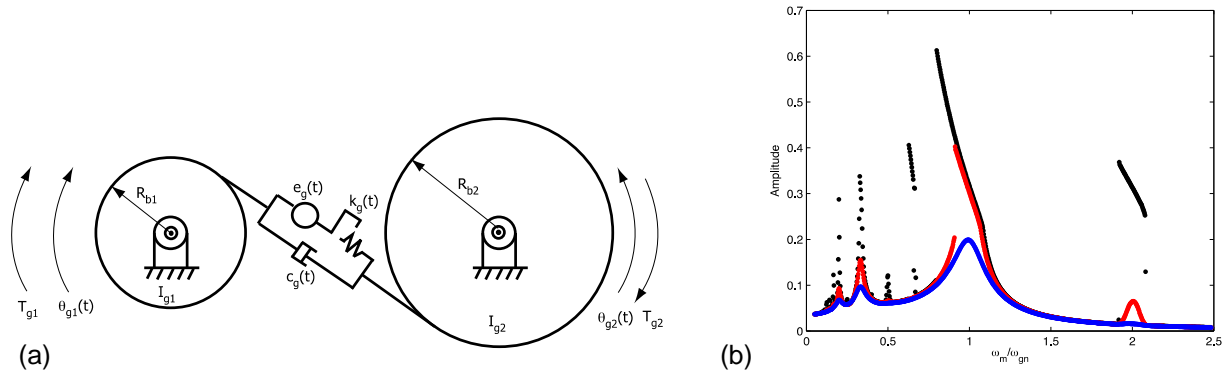 (a)
T_g1
θ_g1(t)
R_b1
I_g1
e_g(t)
k_g(t)
c_g(t)
R_b2
I_g2
θ_g2(t)
T_g2
(b)
Amplitude
0.7
0.6
0.5
0.4
0.3
0.2
0.1
0
0
0.5
1
1.5
2
2.5
ω_m/ω_gn